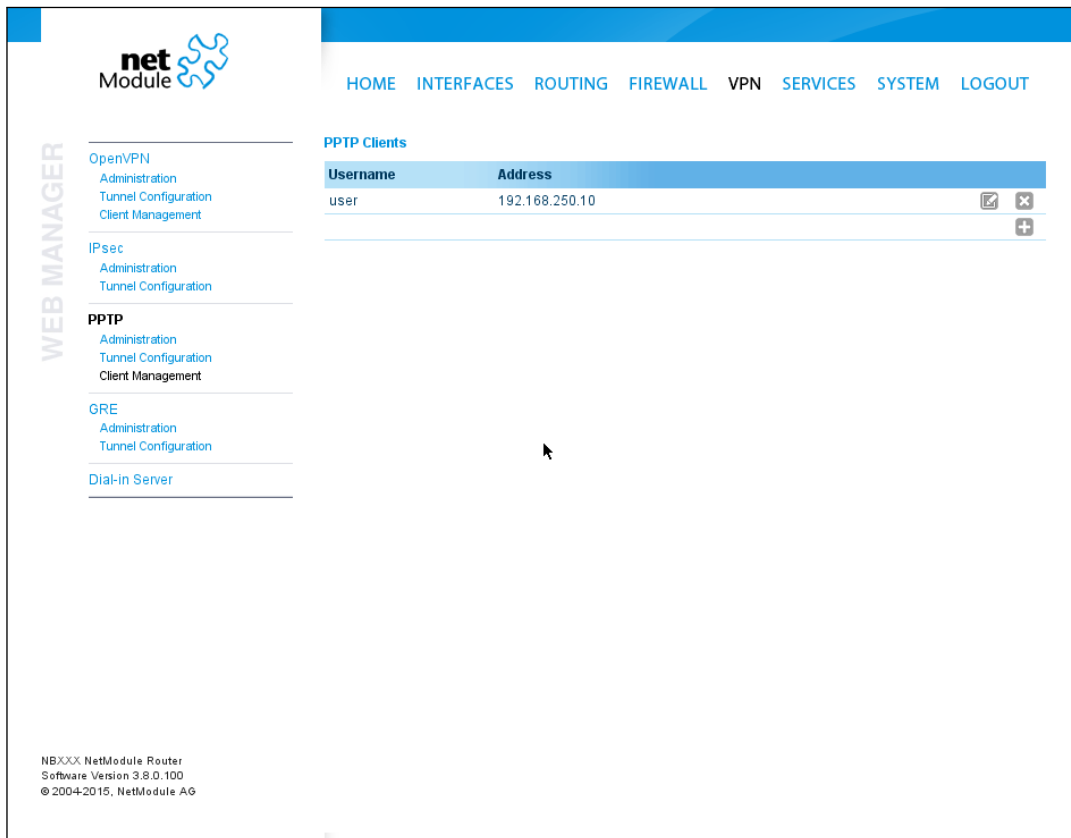 net
Module
HOME INTERFACES ROUTING FIREWALL VPN SERVICES SYSTEM LOGOUT
WEB MANAGER
OpenVPN
Administration
Tunnel Configuration
Client Management
IPsec
Administration
Tunnel Configuration
PPTP
Administration
Tunnel Configuration
Client Management
GRE
Administration
Tunnel Configuration
Dial-in Server
PPTP Clients
Username Address
user 192.168.250.10
NBXXX NetModule Router
Software Version 3.8.0.100
© 2004-2015, NetModule AG